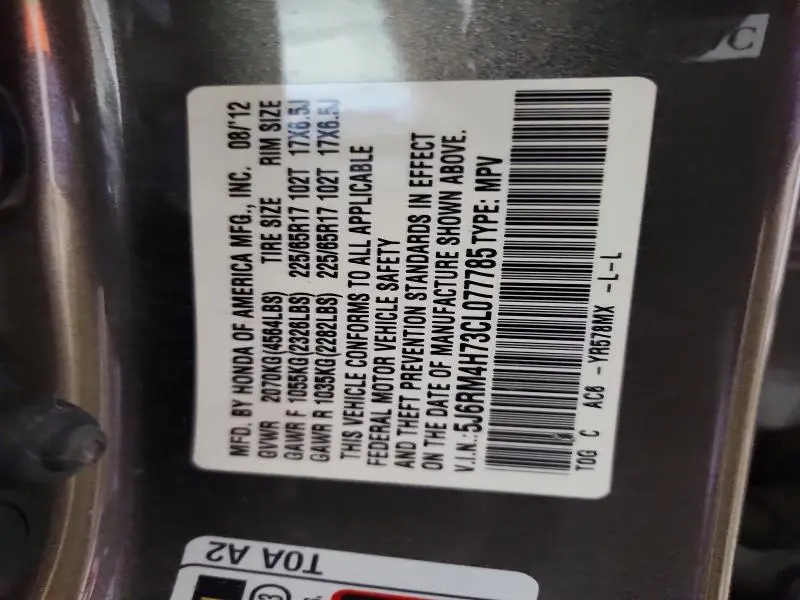 MFD. BY HONDA OF AMERICA MFG., INC. 08/12
GVWR 2070KG(4564LBS) TIRE SIZE RIM SIZE
GAWR F 1055KG(2326LBS) 225/65R17 102T 17X6.5J
GAWR R 1035KG(2282LBS) 225/65R17 102T 17X6.5J
THIS VEHICLE CONFORMS TO ALL APPLICABLE
FEDERAL MOTOR VEHICLE SAFETY
AND THEFT PREVENTION STANDARDS IN EFFECT
ON THE DATE OF MANUFACTURE SHOWN ABOVE.
V.I.N.:5J6RM4H73CL077785 TYPE: MPV
TOG C AC6 -YR578MX -L-L
T0A A2
C